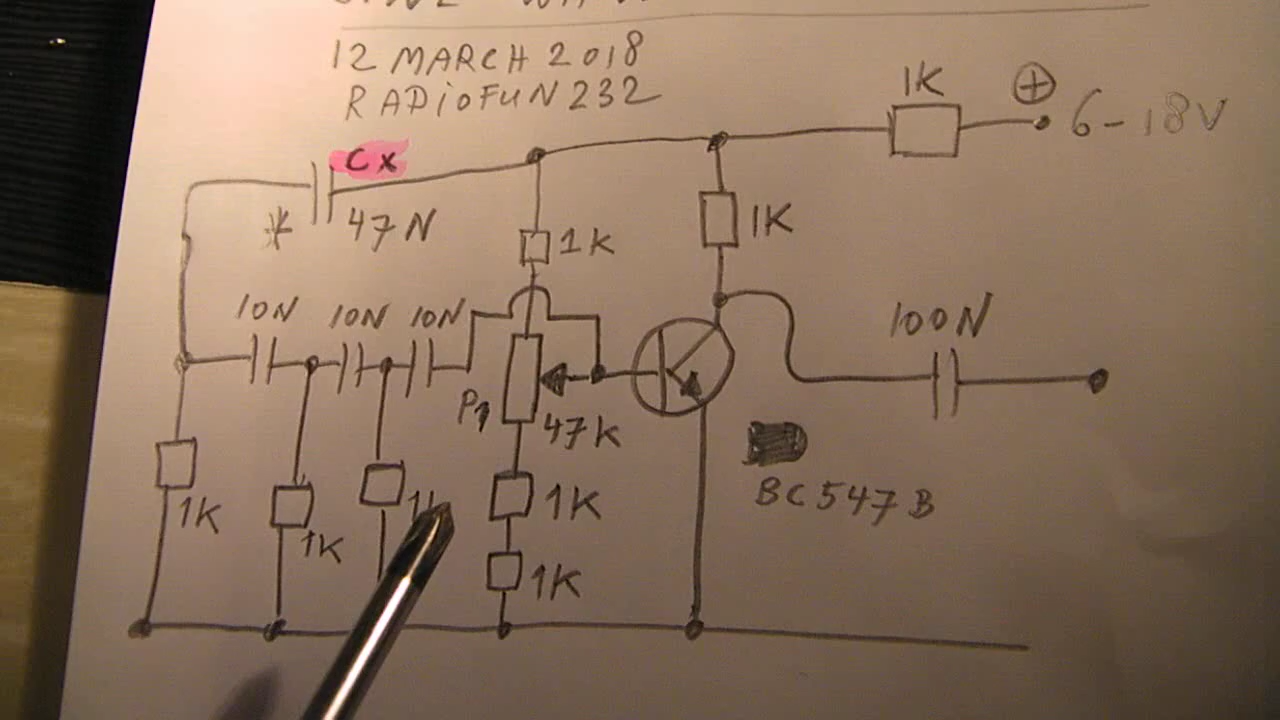 12 MARCH 2018
RADiOFUN232
1K
+
6-18V
CX
*
47N
1K
1K
10N
10N
10N
100N
P1
47K
1K
1K
1K
1K
1K
BC547B